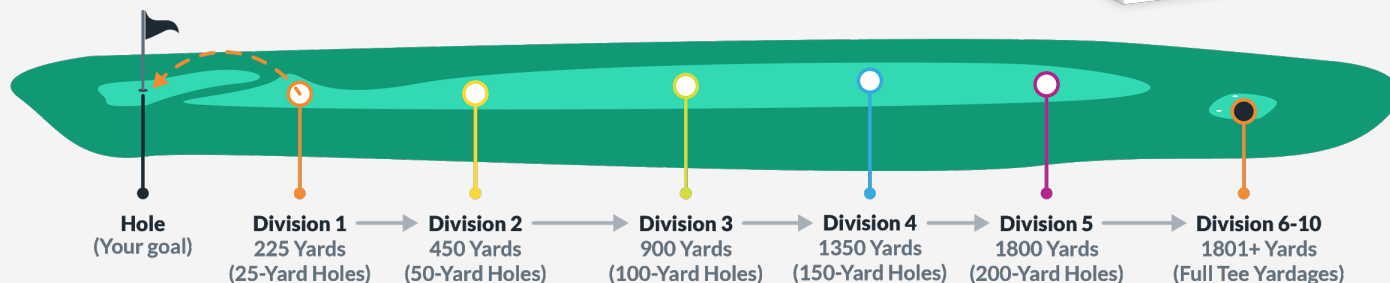 Hole
(Your goal)
Division 1
225 Yards
(25-Yard Holes)
Division 2
450 Yards
(50-Yard Holes)
Division 3
900 Yards
(100-Yard Holes)
Division 4
1350 Yards
(150-Yard Holes)
Division 5
1800 Yards
(200-Yard Holes)
Division 6-10
1801+ Yards
(Full Tee Yardages)